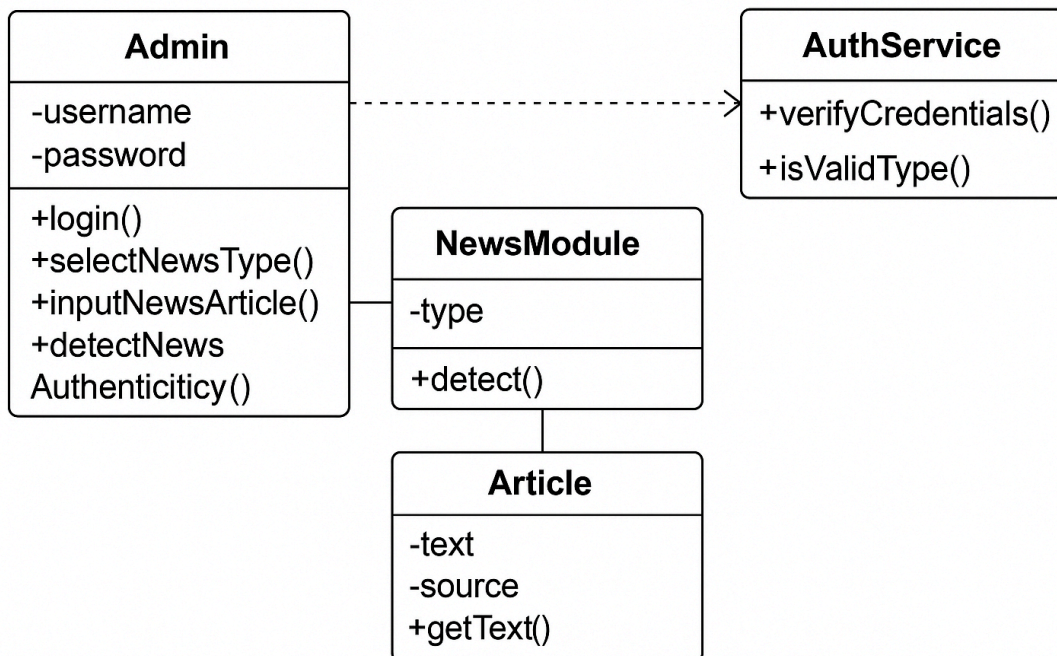 Admin
-username
-password
+login()
+selectNewsType()
+inputNewsArticle()
+detectNews
Authenticiticy()
AuthService
+verifyCredentials()
+isValidType()
NewsModule
-type
+detect()
Article
-text
-source
+getText()